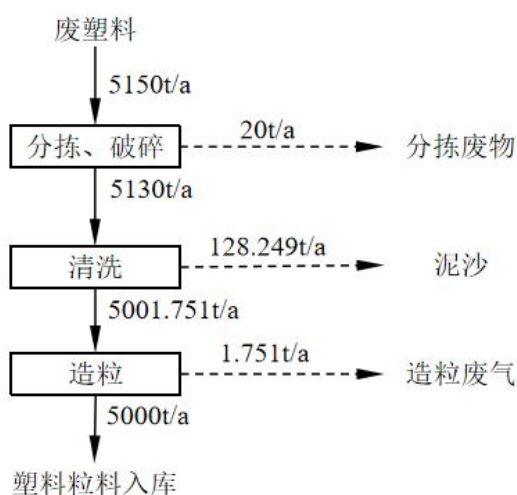 废塑料
5150t/a
分拣、破碎
20t/a
分拣废物
5130t/a
清洗
128.249t/a
泥沙
5001.751t/a
造粒
1.751t/a
造粒废气
5000t/a
塑料粒料入库